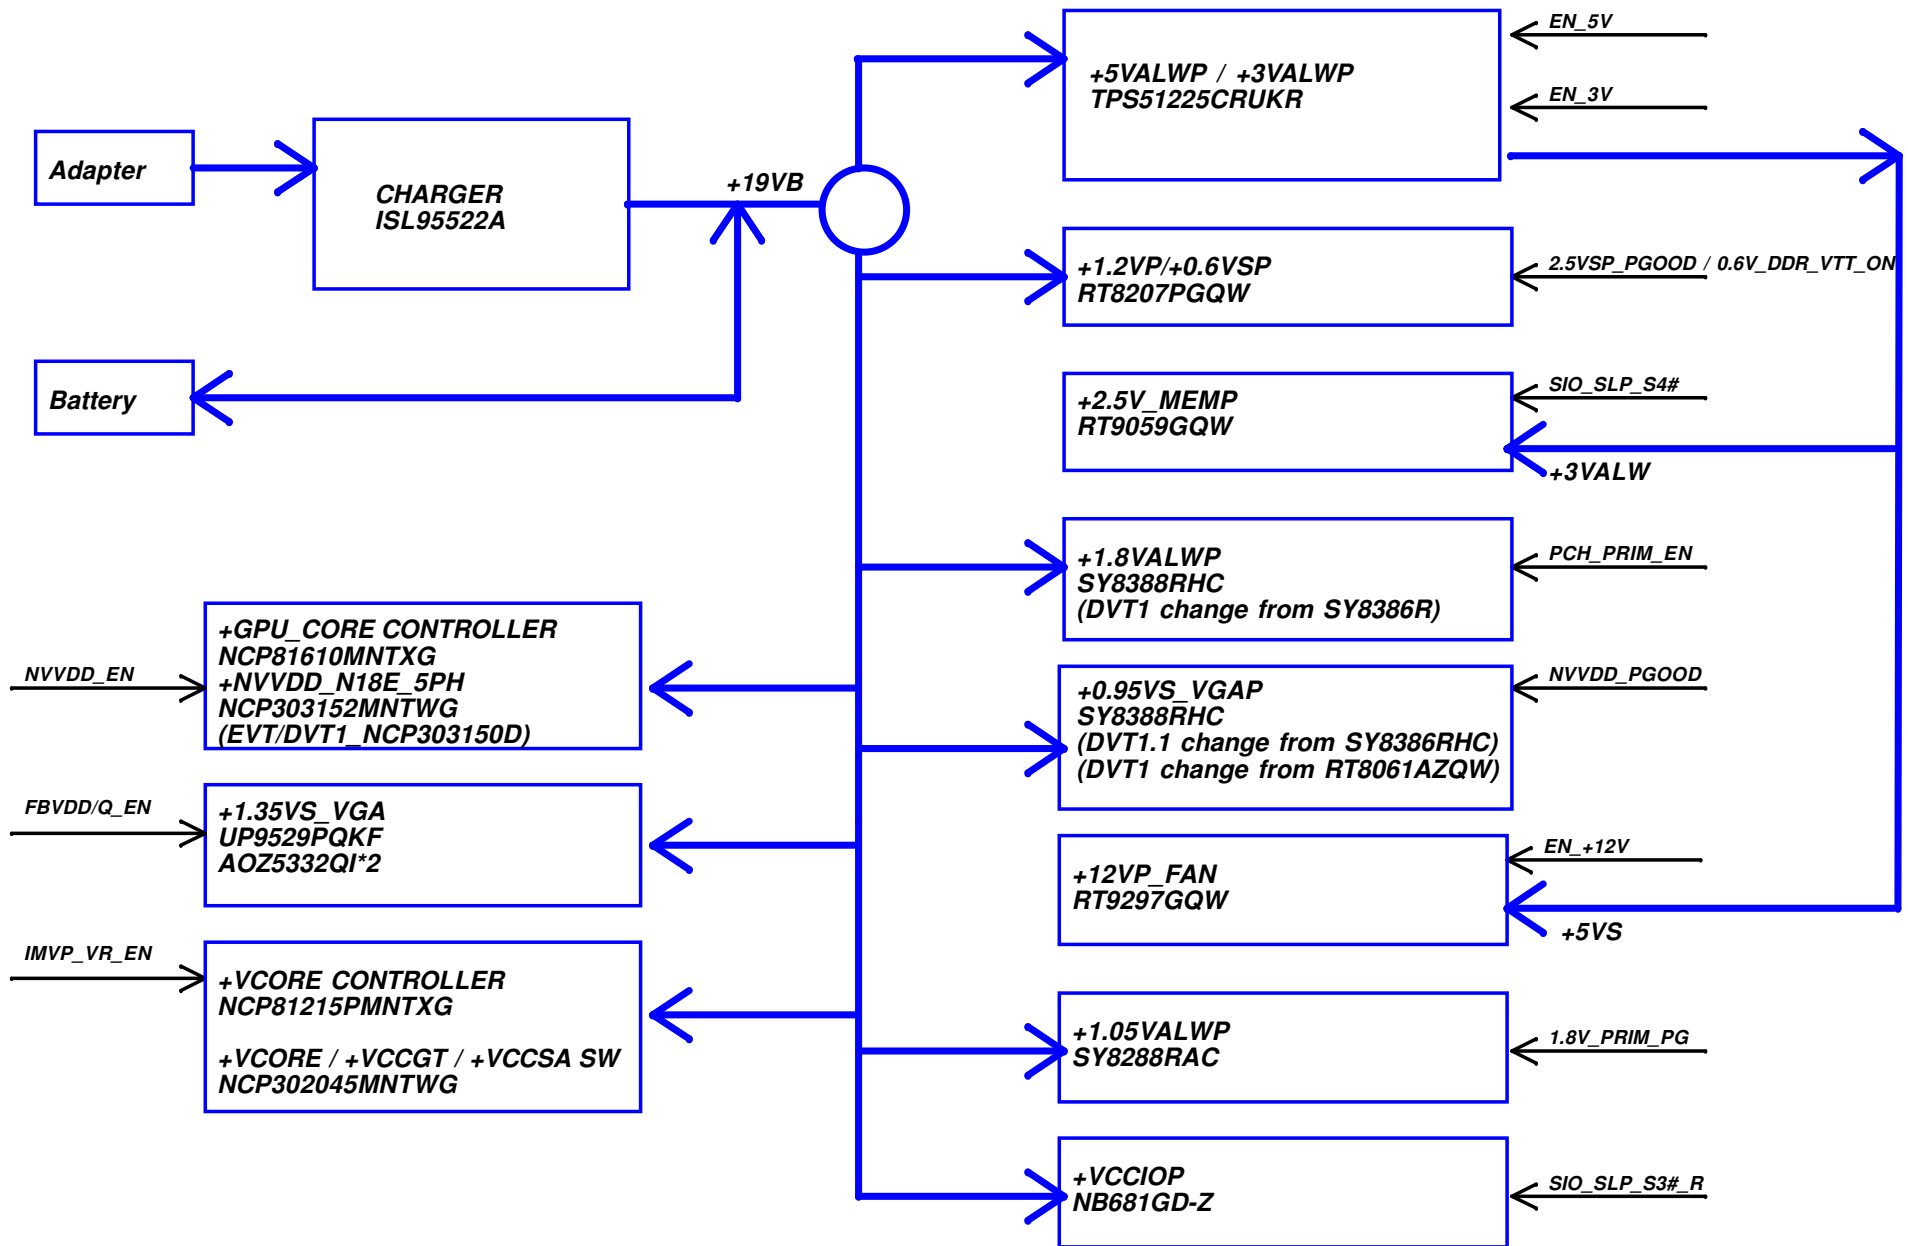 Adapter
CHARGER
ISL95522A
+19VB
Battery
+5VALWP / +3VALWP
TPS51225CRUKR
EN_5V
EN_3V
+1.2VP/+0.6VSP
RT8207PGQW
2.5VSP_PGOOD / 0.6V_DDR_VTT_ON
+2.5V_MEMP
RT9059GQW
SIO_SLP_S4#
+3VALW
+1.8VALWP
SY8388RHC
(DVT1 change from SY8386R)
PCH_PRIM_EN
+0.95VS_VGAP
SY8388RHC
(DVT1.1 change from SY8386RHC)
(DVT1 change from RT8061AZQW)
NVVDD_PGOOD
+12VP_FAN
RT9297GQW
EN_+12V
+5VS
+1.05VALWP
SY8288RAC
1.8V_PRIM_PG
+VCCIOP
NB681GD-Z
SIO_SLP_S3#_R
NVVDD_EN
+GPU_CORE CONTROLLER
NCP81610MNTXG
+NVVDD_N18E_5PH
NCP303152MNTWG
(EVT/DVT1_NCP303150D)
FBVDD/Q_EN
+1.35VS_VGA
UP9529PQKF
AOZ5332QI*2
IMVP_VR_EN
+VCORE CONTROLLER
NCP81215PMNTXG
+VCORE / +VCCGT / +VCCSA SW
NCP302045MNTWG